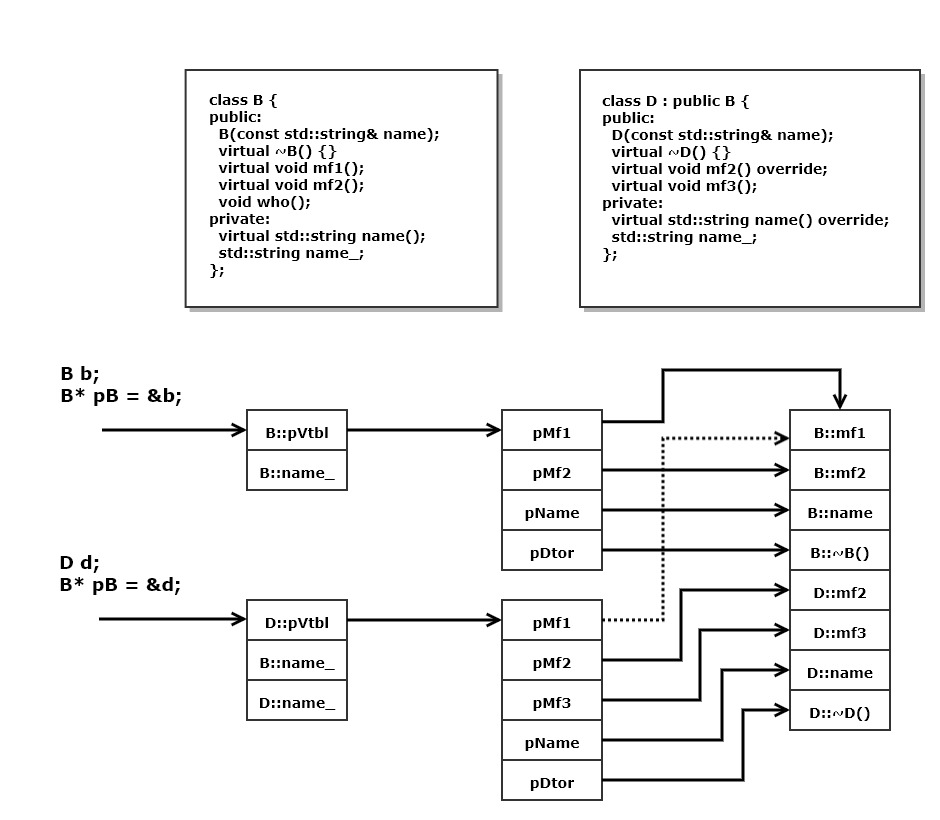 class B {
public:
  B(const std::string& name);
  virtual ~B() {}
  virtual void mf1();
  virtual void mf2();
  void who();
private:
  virtual std::string name();
  std::string name_;
};
class D : public B {
public:
  D(const std::string& name);
  virtual ~D() {}
  virtual void mf2() override;
  virtual void mf3();
private:
  virtual std::string name() override;
  std::string name_;
};
B b;
B* pB = &b;
B::pVtbl
B::name_
pMf1
pMf2
pName
pDtor
D d;
B* pB = &d;
D::pVtbl
B::name_
D::name_
pMf1
pMf2
pMf3
pName
pDtor
B::mf1
B::mf2
B::name
B::~B()
D::mf2
D::mf3
D::name
D::~D()